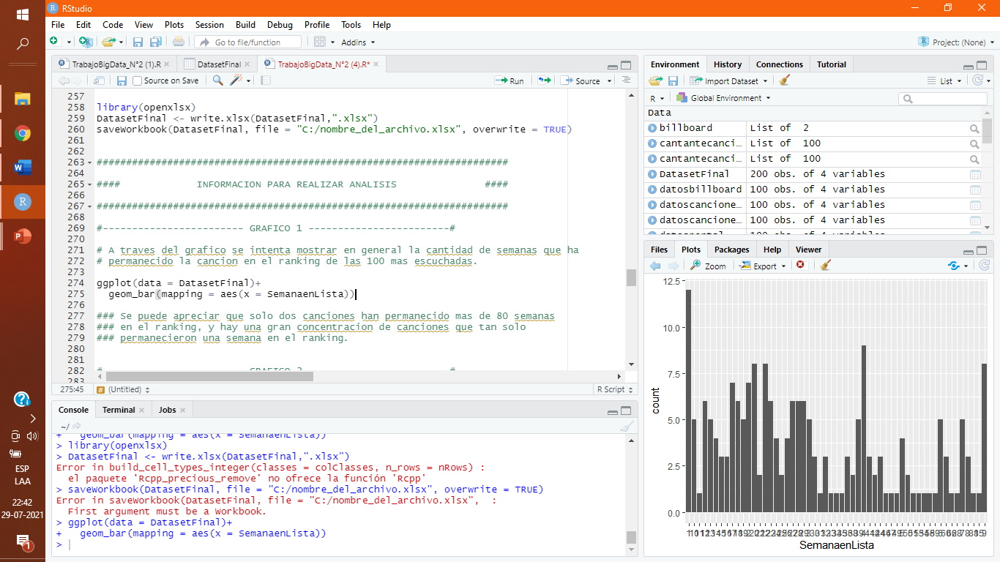 RStudio
File Edit Code View Plots Session Build Debug Profile Tools Help
Go to file/function Addins Project: (None)
TrabajoBigData_N°2 (1).R DatasetFinal TrabajoBigData_N°2 (4).R*
Source on Save Run Source
257
258 library(openxlsx)
259 DatasetFinal <- write.xlsx(DatasetFinal,".xlsx")
260 saveWorkbook(DatasetFinal, file = "C:/nombre_del_archivo.xlsx", overwrite = TRUE)
261
262
263 ######################################################################
264
265 #### INFORMACION PARA REALIZAR ANALISIS ####
266
267 ######################################################################
268
269 #------------------------ GRAFICO 1 ------------------------#
270
271 # A traves del grafico se intenta mostrar en general la cantidad de semanas que ha
272 # permanecido la cancion en el ranking de las 100 mas escuchadas.
273
274 ggplot(data = DatasetFinal)+
275 geom_bar(mapping = aes(x = SemanaenLista))
276
277 ### Se puede apreciar que solo dos canciones han permanecido mas de 80 semanas
278 ### en el ranking, y hay una gran concentracion de canciones que tan solo
279 ### permanecieron una semana en el ranking.
280
281
282
283
275:45 (Untitled) R Script
Console Terminal Jobs
~/
+ geom_bar(mapping = aes(x = SemanaenLista))
> library(openxlsx)
> DatasetFinal <- write.xlsx(DatasetFinal,".xlsx")
Error in build_cell_types_integer(classes = colClasses, n_rows = nRows) :
el paquete 'Rcpp_precious_remove' no ofrece la función 'Rcpp'
> saveWorkbook(DatasetFinal, file = "C:/nombre_del_archivo.xlsx", overwrite = TRUE)
Error in saveWorkbook(DatasetFinal, file = "C:/nombre_del_archivo.xlsx", :
First argument must be a Workbook.
> ggplot(data = DatasetFinal)+
+ geom_bar(mapping = aes(x = SemanaenLista))
>
Environment History Connections Tutorial
Import Dataset List
R Global Environment
Data
billboard List of 2
cantantecanci… List of 100
cantantecanci… List of 100
DatasetFinal 200 obs. of 4 variables
datosbillboard 100 obs. of 4 variables
datoscancione… 100 obs. of 4 variables
datoscancione… 100 obs. of 4 variables
Files Plots Packages Help Viewer
Zoom Export
12.5
10.0
7.5
5.0
2.5
0.0
count
SemanaenLista
ESP
LAA
22:42
29-07-2021
1